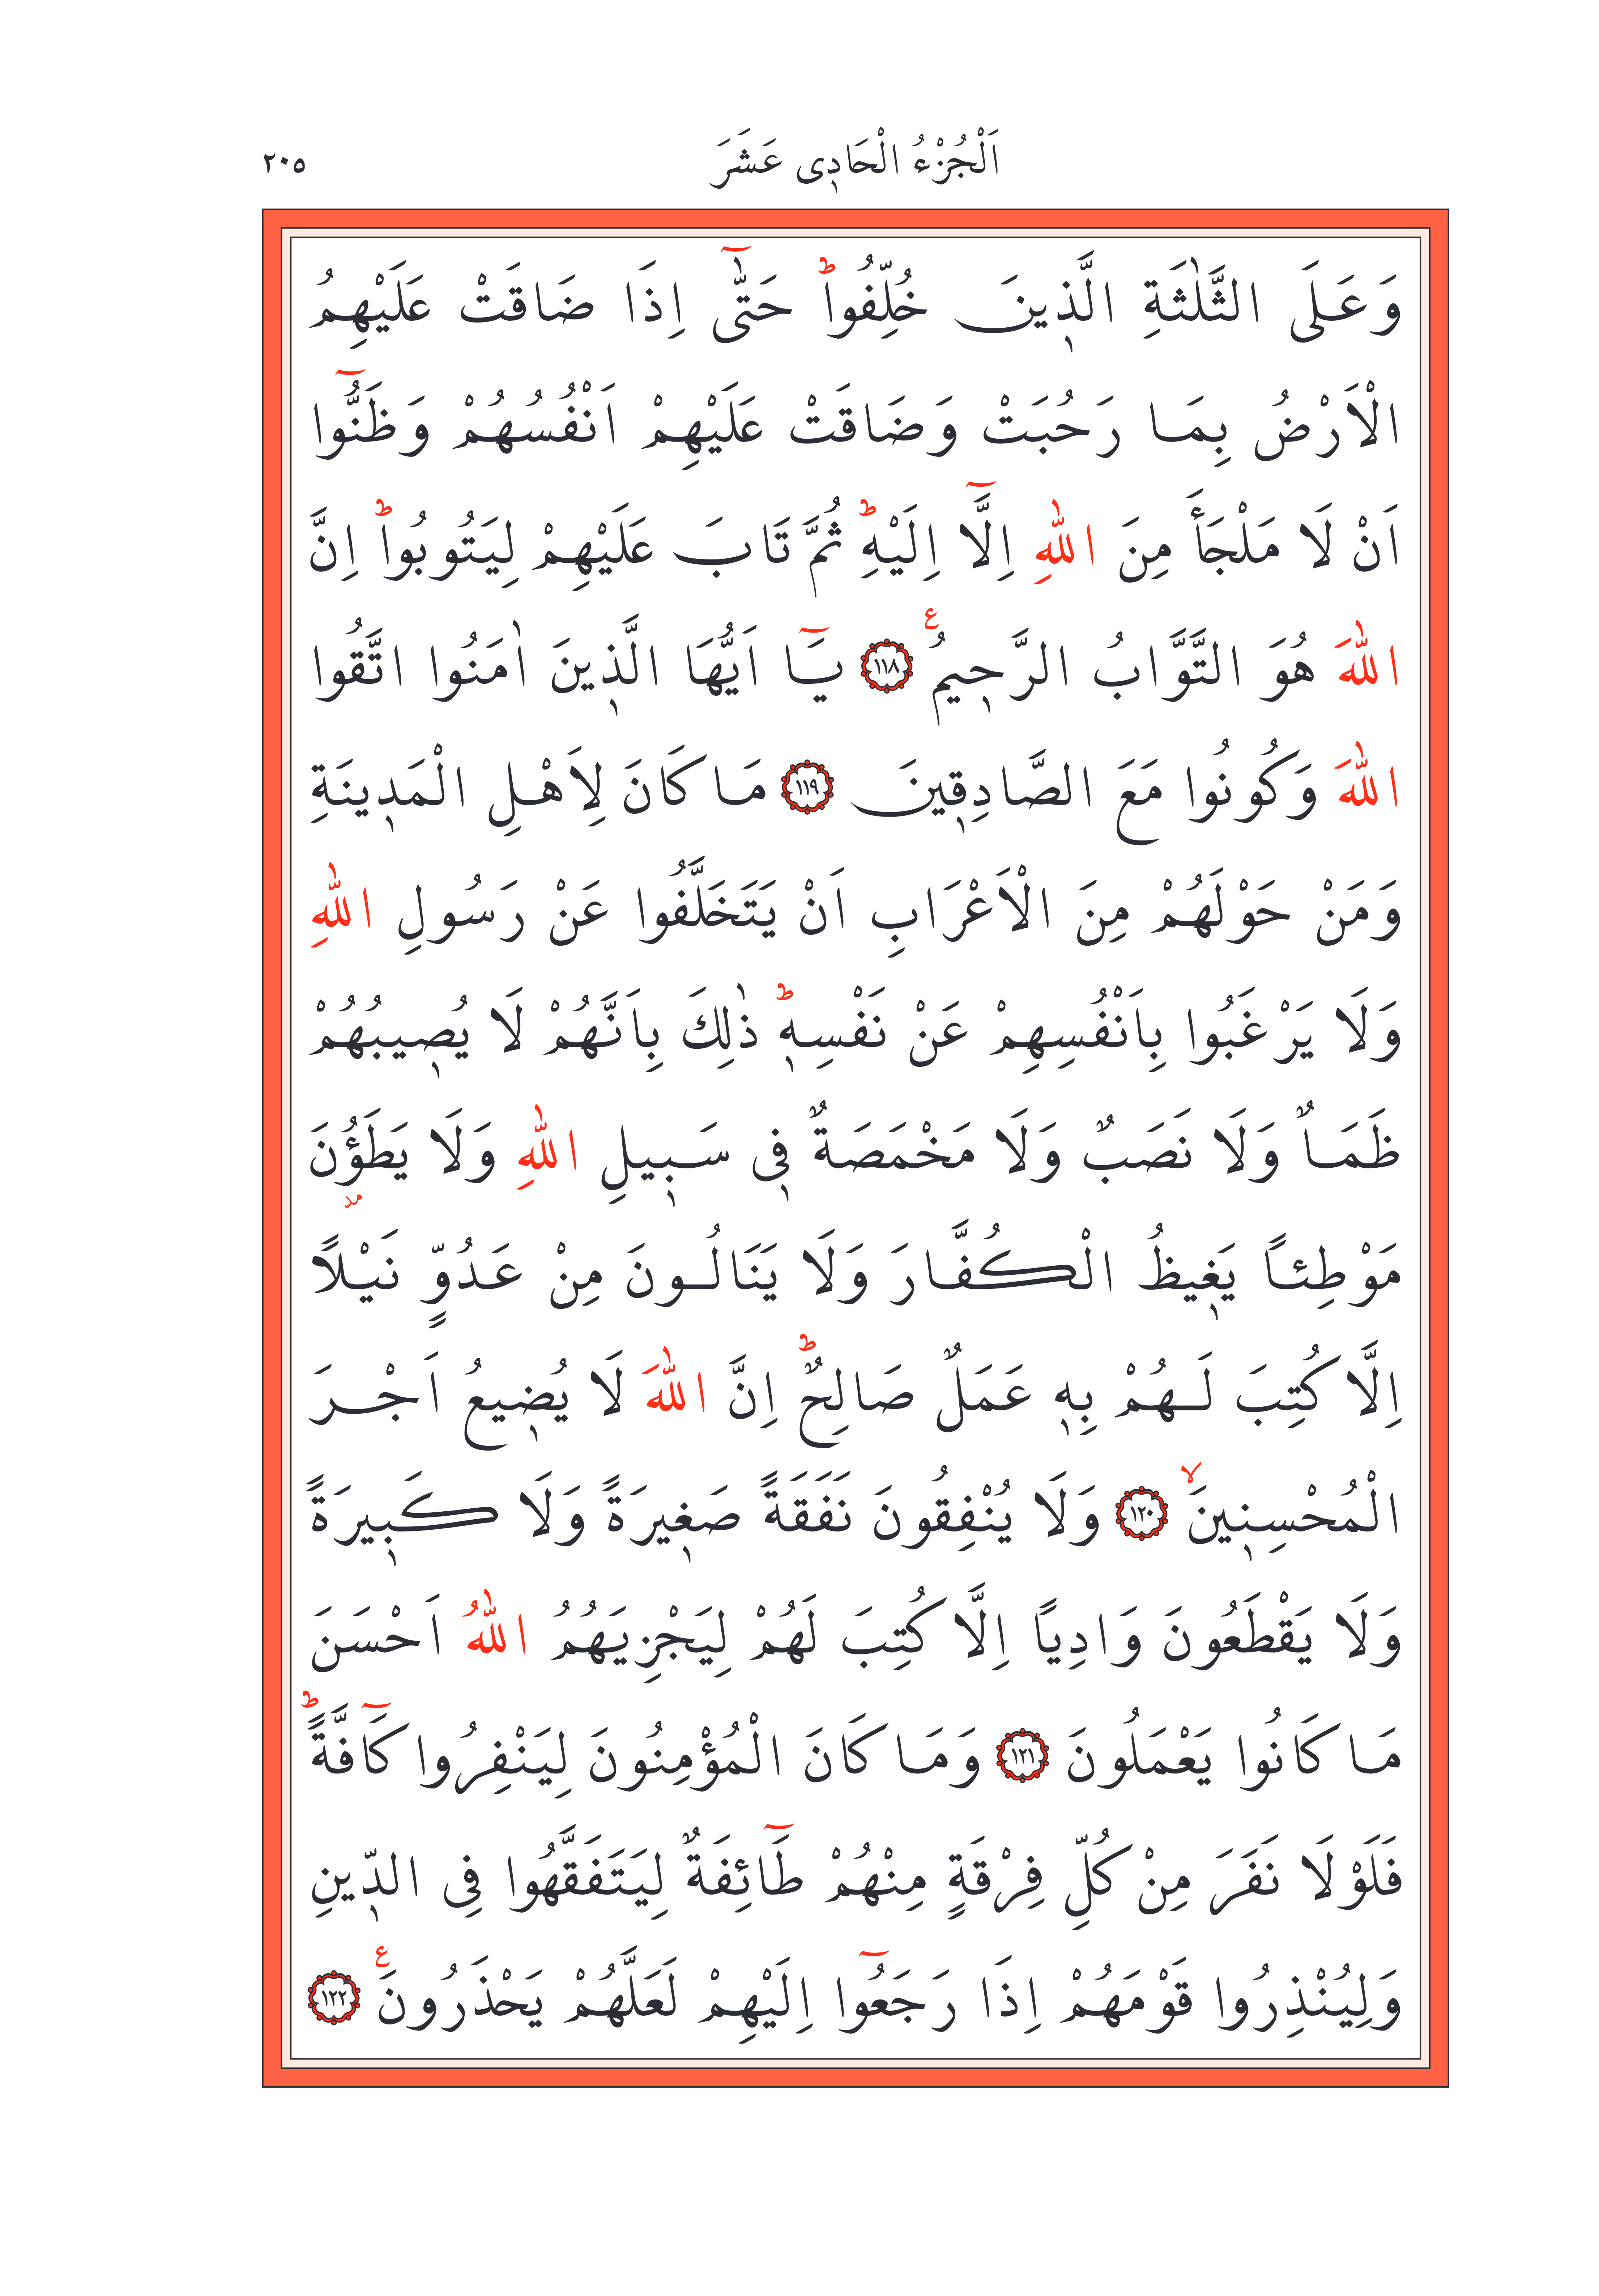 اَلْجُزْءُ الْحَادٖى عَشَرَ
٢٠٥
وَعَلَى الثَّلٰثَةِ الَّذٖينَ خُلِّفُواؕ حَتّٰٓى اِذَا ضَاقَتْ عَلَيْهِمُ
الْاَرْضُ بِمَا رَحُبَتْ وَضَاقَتْ عَلَيْهِمْ اَنْفُسُهُمْ وَظَنُّٓوا
اَنْ لَا مَلْجَأَ مِنَ اللّٰهِ اِلَّٓا اِلَيْهِؕ ثُمَّ تَابَ عَلَيْهِمْ لِيَتُوبُواؕ اِنَّ
اللّٰهَ هُوَ التَّوَّابُ الرَّحٖيمُ ࣖ ﴿١١٨﴾ يَٓا اَيُّهَا الَّذٖينَ اٰمَنُوا اتَّقُوا
اللّٰهَ وَكُونُوا مَعَ الصَّادِقٖينَ ﴿١١٩﴾ مَا كَانَ لِاَهْلِ الْمَدٖينَةِ
وَمَنْ حَوْلَهُمْ مِنَ الْاَعْرَابِ اَنْ يَتَخَلَّفُوا عَنْ رَسُولِ اللّٰهِ
وَلَا يَرْغَبُوا بِاَنْفُسِهِمْ عَنْ نَفْسِهٖؕ ذٰلِكَ بِاَنَّهُمْ لَا يُصٖيبُهُمْ
ظَمَاٌ وَلَا نَصَبٌ وَلَا مَخْمَصَةٌ فٖى سَبٖيلِ اللّٰهِ وَلَا يَطَؤُ۫نَ
مَوْطِئاً يَغٖيظُ الْكُفَّارَ وَلَا يَنَالُونَ مِنْ عَدُوٍّ نَيْلاً
اِلَّا كُتِبَ لَهُمْ بِهٖ عَمَلٌ صَالِحٌؕ اِنَّ اللّٰهَ لَا يُضٖيعُ اَجْرَ
الْمُحْسِنٖينَۙ ﴿١٢٠﴾ وَلَا يُنْفِقُونَ نَفَقَةً صَغٖيرَةً وَلَا كَبٖيرَةً
وَلَا يَقْطَعُونَ وَادِياً اِلَّا كُتِبَ لَهُمْ لِيَجْزِيَهُمُ اللّٰهُ اَحْسَنَ
مَا كَانُوا يَعْمَلُونَ ﴿١٢١﴾ وَمَا كَانَ الْمُؤْمِنُونَ لِيَنْفِرُوا كَٓافَّةًؕ
فَلَوْلَا نَفَرَ مِنْ كُلِّ فِرْقَةٍ مِنْهُمْ طَٓائِفَةٌ لِيَتَفَقَّهُوا فِى الدّٖينِ
وَلِيُنْذِرُوا قَوْمَهُمْ اِذَا رَجَعُٓوا اِلَيْهِمْ لَعَلَّهُمْ يَحْذَرُونَ ࣖ ﴿١٢٢﴾